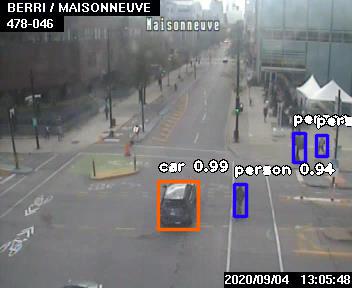 BERRI / MAISONNEUVE
478-046
Maisonneuve
car 0.99
person 0.94
2020/09/04 13:05:48